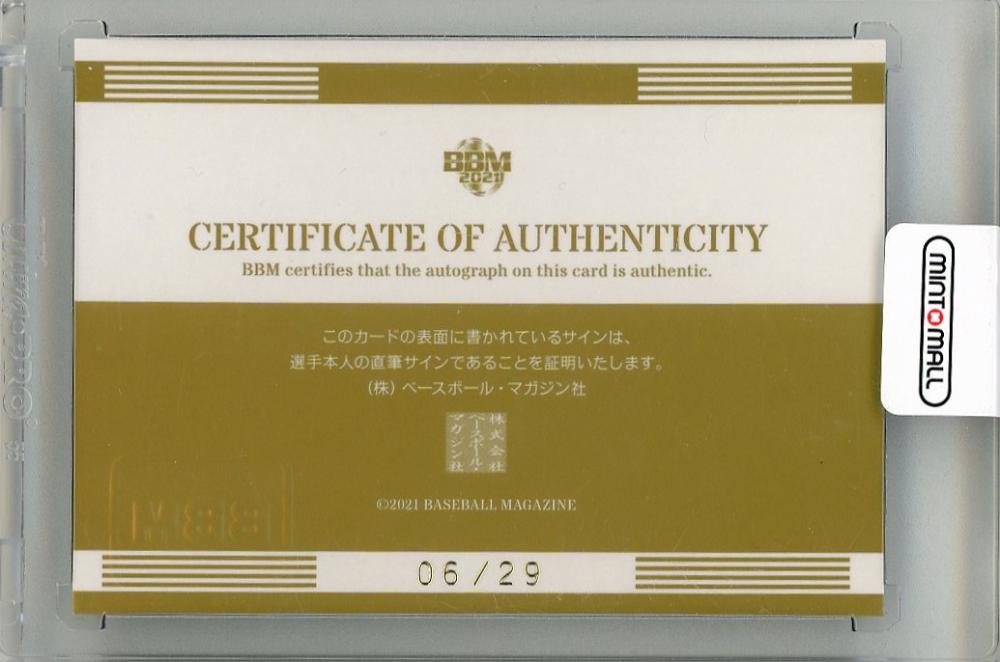 BBM
2021
CERTIFICATE OF AUTHENTICITY
BBM certifies that the autograph on this card is authentic.
このカードの表面に書かれているサインは、
選手本人の直筆サインであることを証明いたします。
(株) ベースボール・マガジン社
株式会社
ベースボール・
マガジン社
©2021 BASEBALL MAGAZINE
06/29
MINT MALL